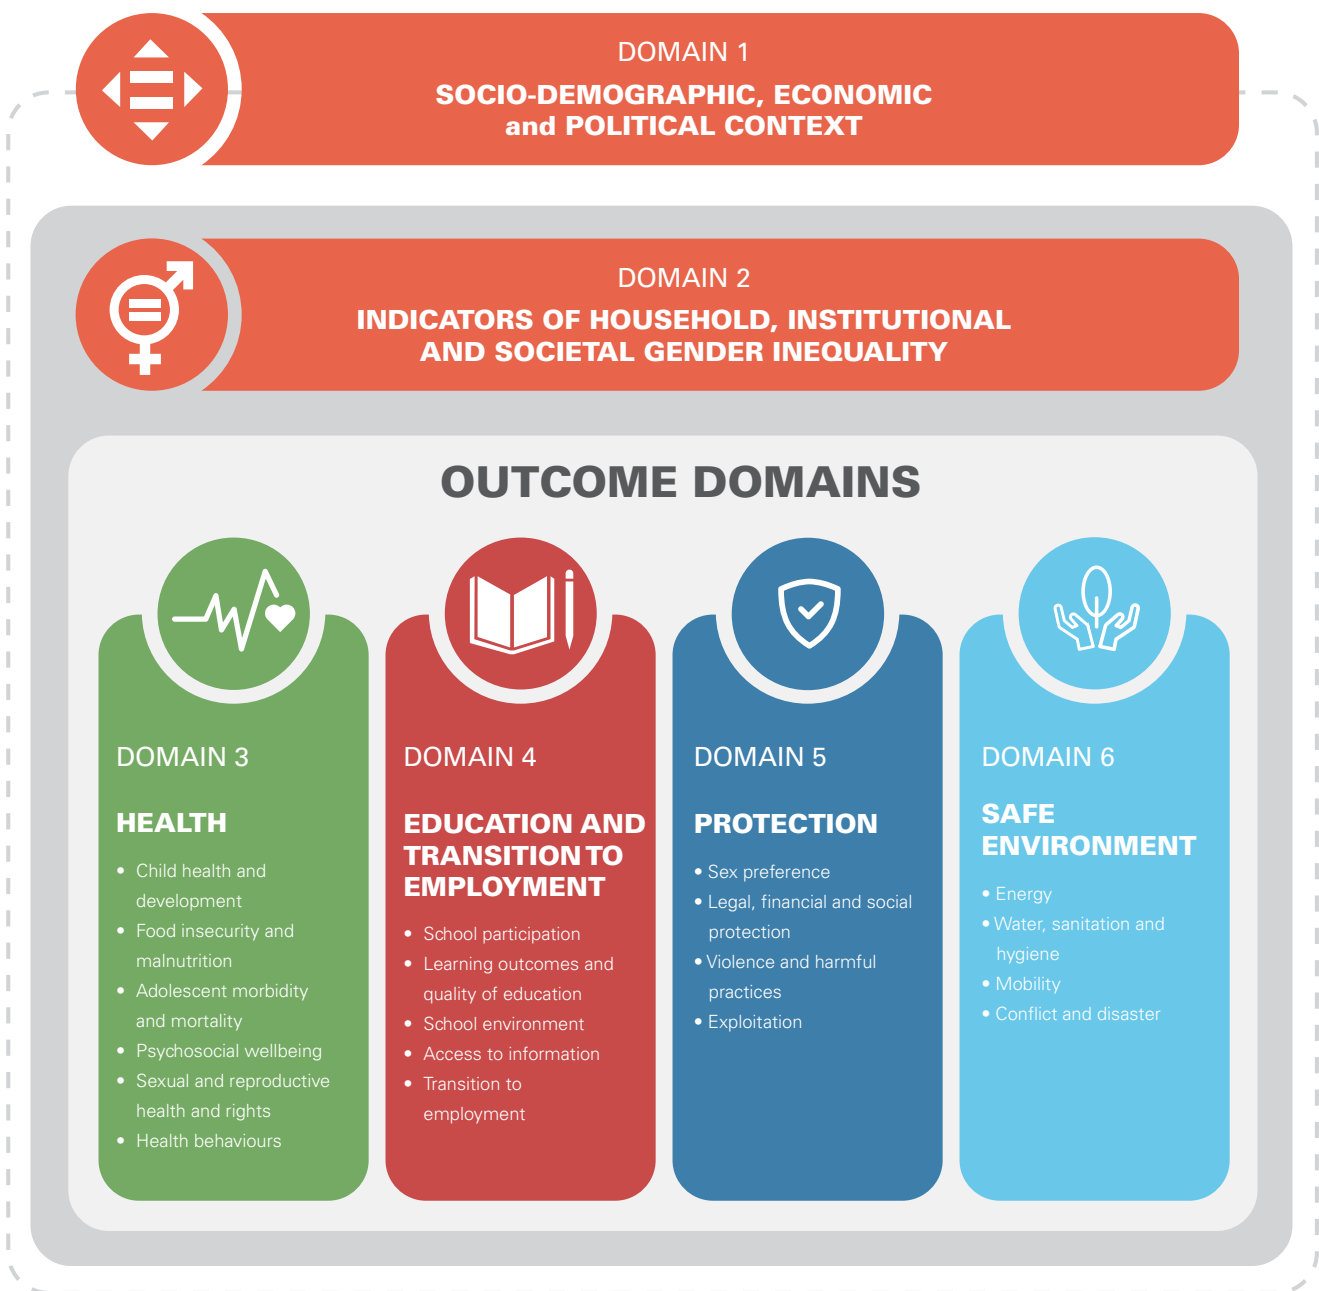 DOMAIN 1
SOCIO-DEMOGRAPHIC, ECONOMIC
and POLITICAL CONTEXT
DOMAIN 2
INDICATORS OF HOUSEHOLD, INSTITUTIONAL
AND SOCIETAL GENDER INEQUALITY
OUTCOME DOMAINS
DOMAIN 3
HEALTH
• Child health and
development
• Food insecurity and
malnutrition
• Adolescent morbidity
and mortality
• Psychosocial wellbeing
• Sexual and reproductive
health and rights
• Health behaviours
DOMAIN 4
EDUCATION AND
TRANSITION TO
EMPLOYMENT
• School participation
• Learning outcomes and
quality of education
• School environment
• Access to information
• Transition to
employment
DOMAIN 5
PROTECTION
• Sex preference
• Legal, financial and social
protection
• Violence and harmful
practices
• Exploitation
DOMAIN 6
SAFE
ENVIRONMENT
• Energy
• Water, sanitation and
hygiene
• Mobility
• Conflict and disaster